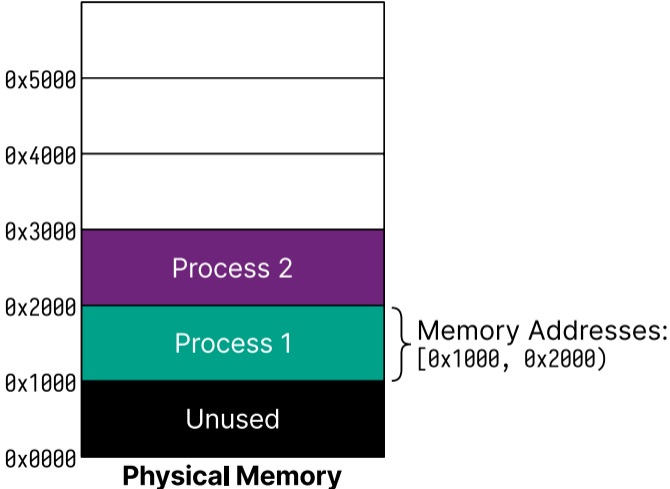 0x5000
0x4000
0x3000
Process 2
0x2000
Process 1
Memory Addresses:
[0x1000, 0x2000)
0x1000
Unused
0x0000
Physical Memory